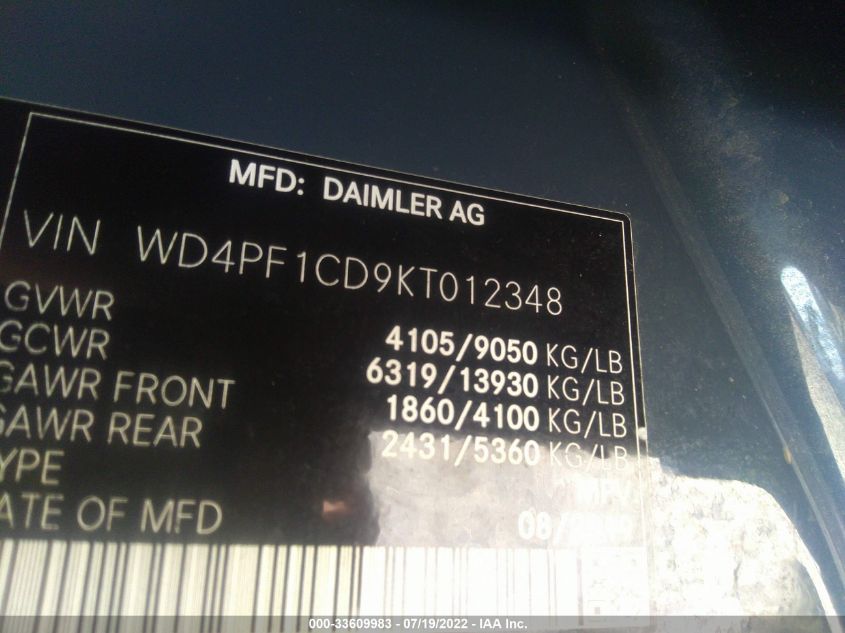 MFD: DAIMLER AG
VIN WD4PF1CD9KT012348
GVWR 4105/9050 KG/LB
GCWR 6319/13930 KG/LB
GAWR FRONT 1860/4100 KG/LB
GAWR REAR 2431/5360 KG/LB
YPE MPV
ATE OF MFD
000-33609983 - 07/19/2022 - IAA Inc.